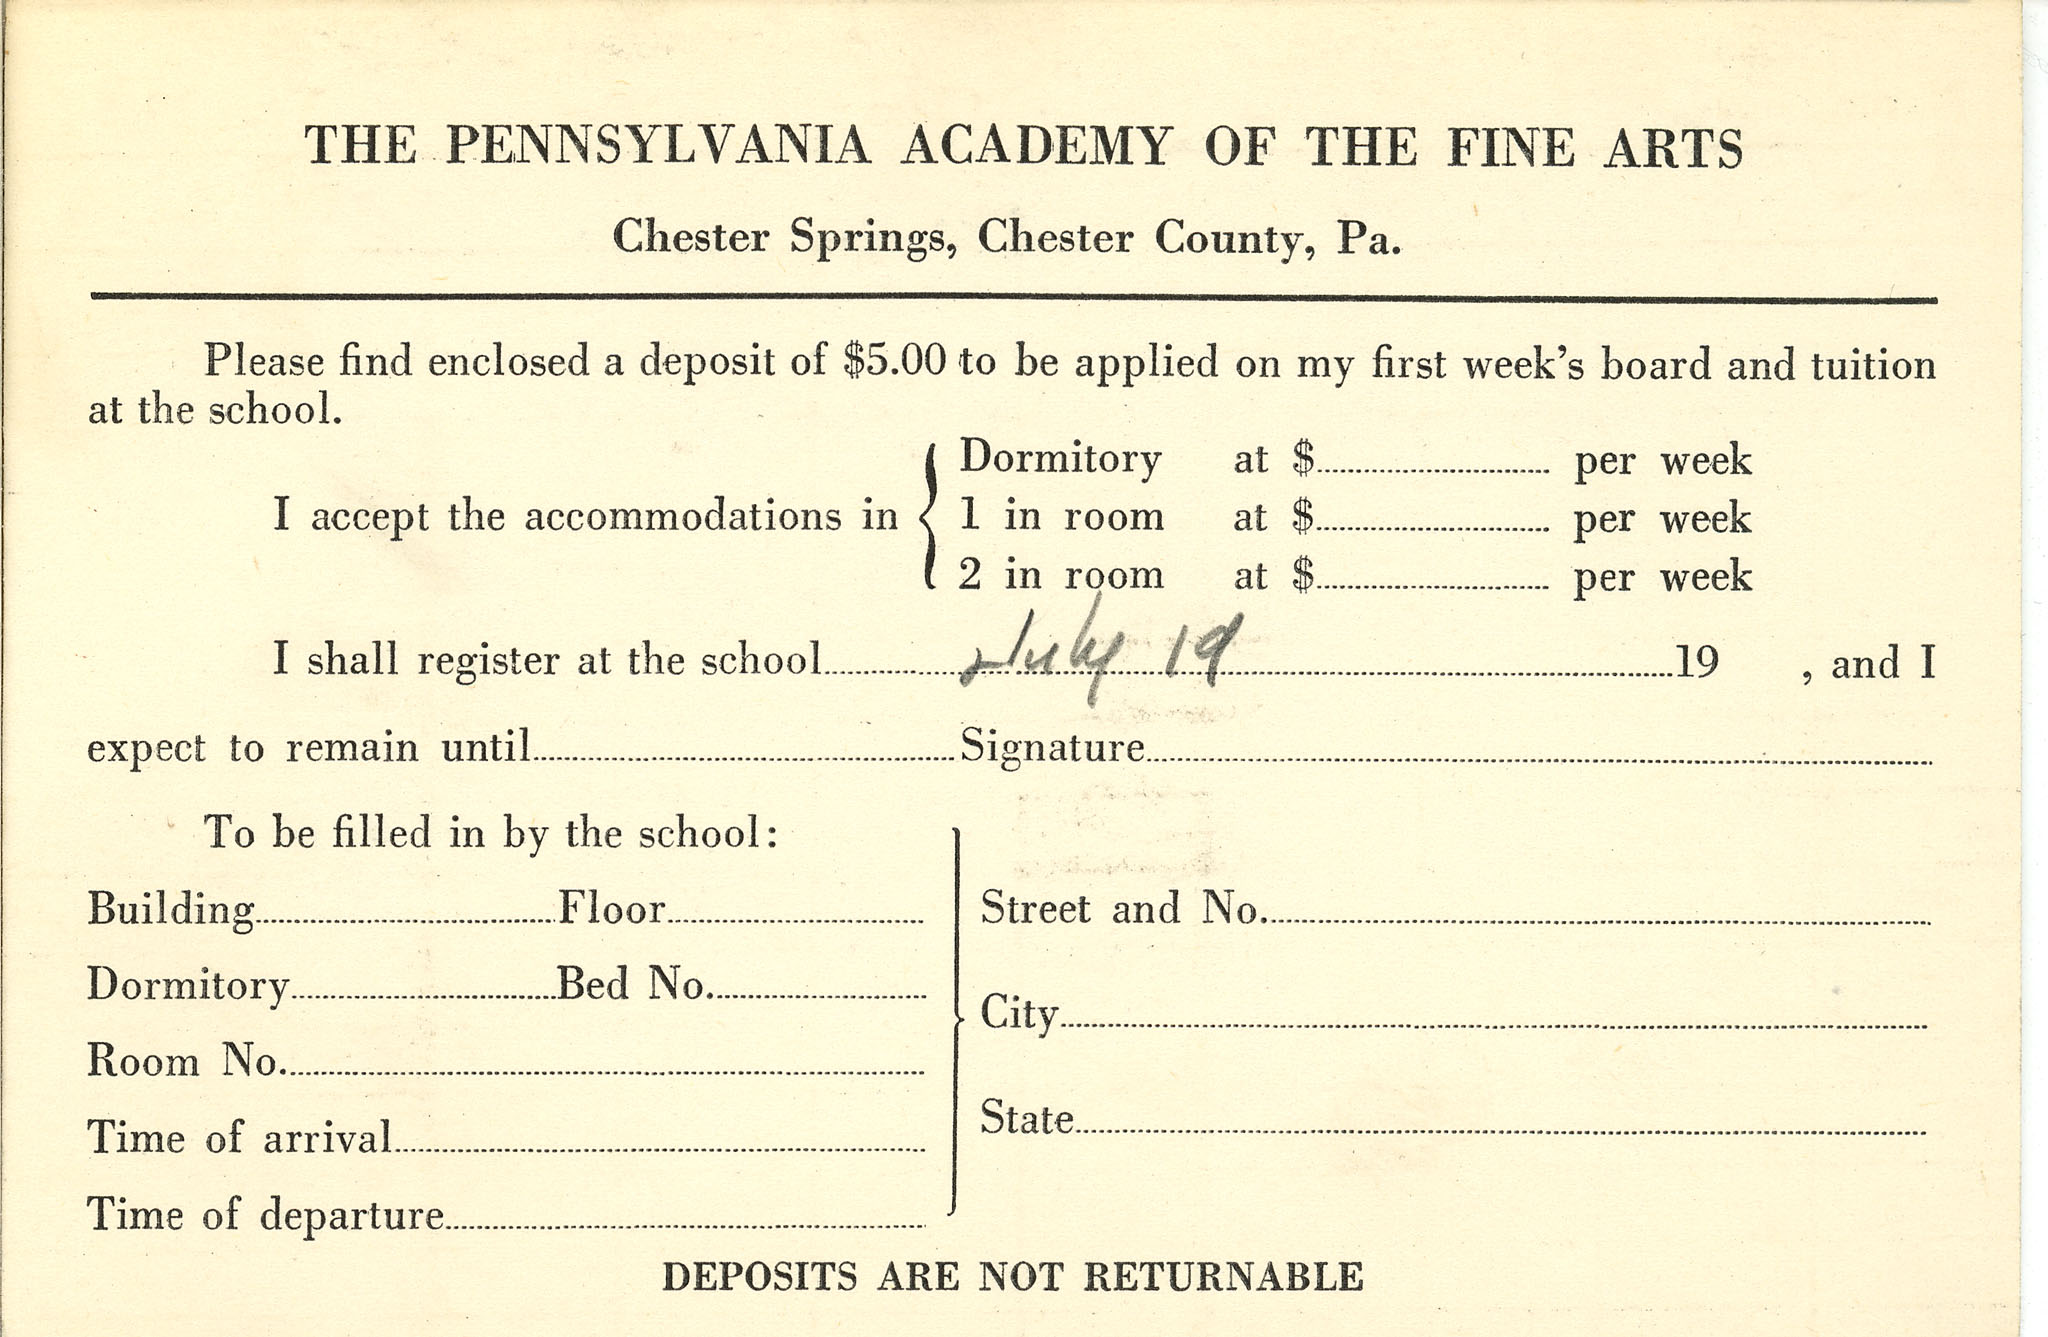 THE PENNSYLVANIA ACADEMY OF THE FINE ARTS
Chester Springs, Chester County, Pa.
Please find enclosed a deposit of $5.00 to be applied on my first week's board and tuition
at the school.
I accept the accommodations in
Dormitory at $ per week
1 in room at $ per week
2 in room at $ per week
I shall register at the school July 19 19 , and I
expect to remain until Signature
To be filled in by the school:
Building Floor
Dormitory Bed No.
Room No.
Time of arrival
Time of departure
Street and No.
City
State
DEPOSITS ARE NOT RETURNABLE